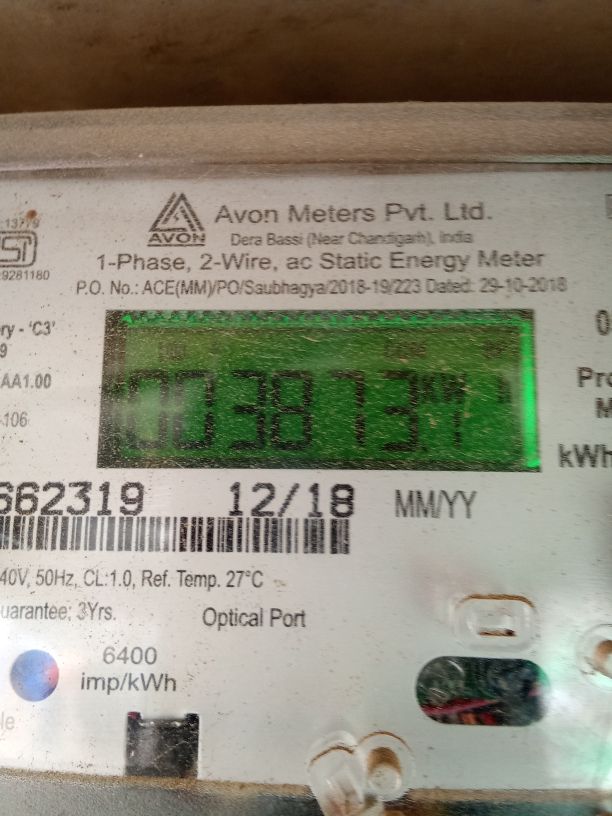 AVON
Avon Meters Pvt. Ltd.
Dera Bassi (Near Chandigarh), India
1-Phase, 2-Wire, ac Static Energy Meter
P.O. No.: ACE(MM)/PO/Saubhagya/2018-19/223 Dated: 29-10-2018
9281180
ry - 'C3'
9
AA1.00
-106
003873
kWh
662319 12/18 MM/YY
40V, 50Hz, CL:1.0, Ref. Temp. 27°C
uarantee; 3Yrs.
Optical Port
6400
imp/kWh